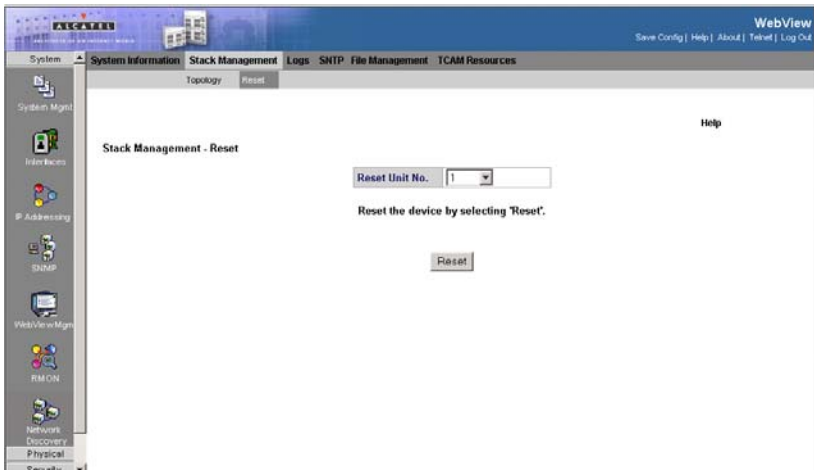 ALCATEL
WebView
Save Config | Help | About | Telnet | Log Out
System
System Information Stack Management Logs SNTP File Management TCAM Resources
Topology Reset
System Mgmt
Interfaces
IP Addressing
SNMP
WebView Mgm
RMON
Network
Discovery
Physical
Security
Help
Stack Management - Reset
Reset Unit No. 1
Reset the device by selecting "Reset".
Reset